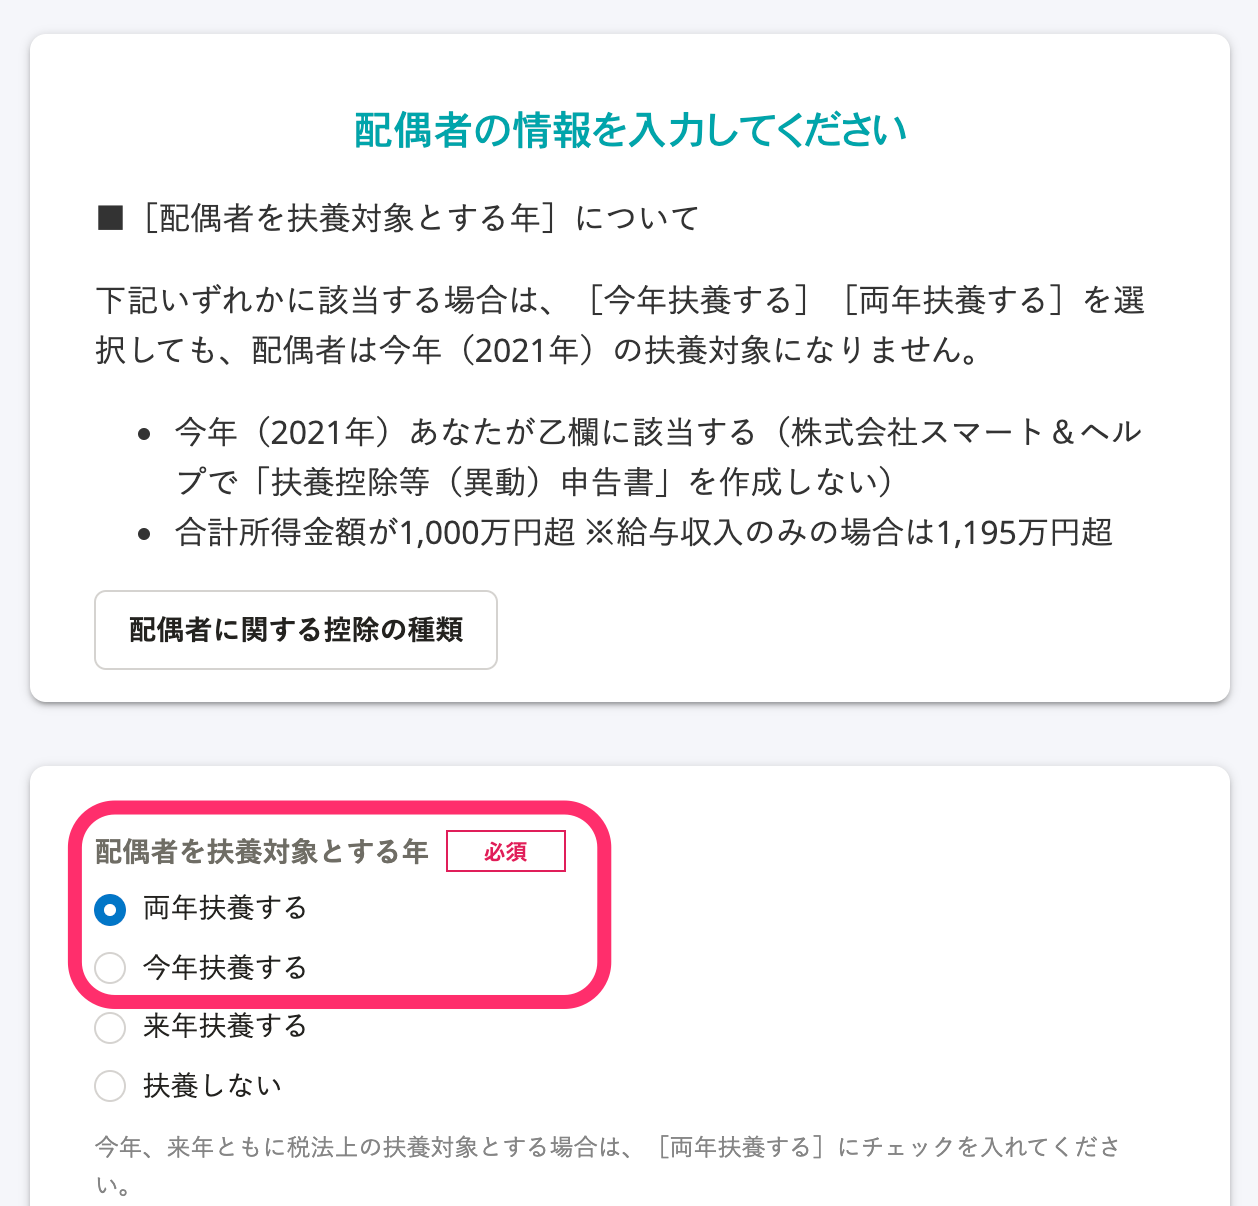 配偶者の情報を入力してください
■［配偶者を扶養対象とする年］について
下記いずれかに該当する場合は、［今年扶養する］［両年扶養する］を選
択しても、配偶者は今年（2021年）の扶養対象になりません。
• 今年（2021年）あなたが乙欄に該当する（株式会社スマート＆ヘル
プで「扶養控除等（異動）申告書」を作成しない）
• 合計所得金額が1,000万円超 ※給与収入のみの場合は1,195万円超
配偶者に関する控除の種類
配偶者を扶養対象とする年 必須
両年扶養する
今年扶養する
来年扶養する
扶養しない
今年、来年ともに税法上の扶養対象とする場合は、［両年扶養する］にチェックを入れてくださ
い。